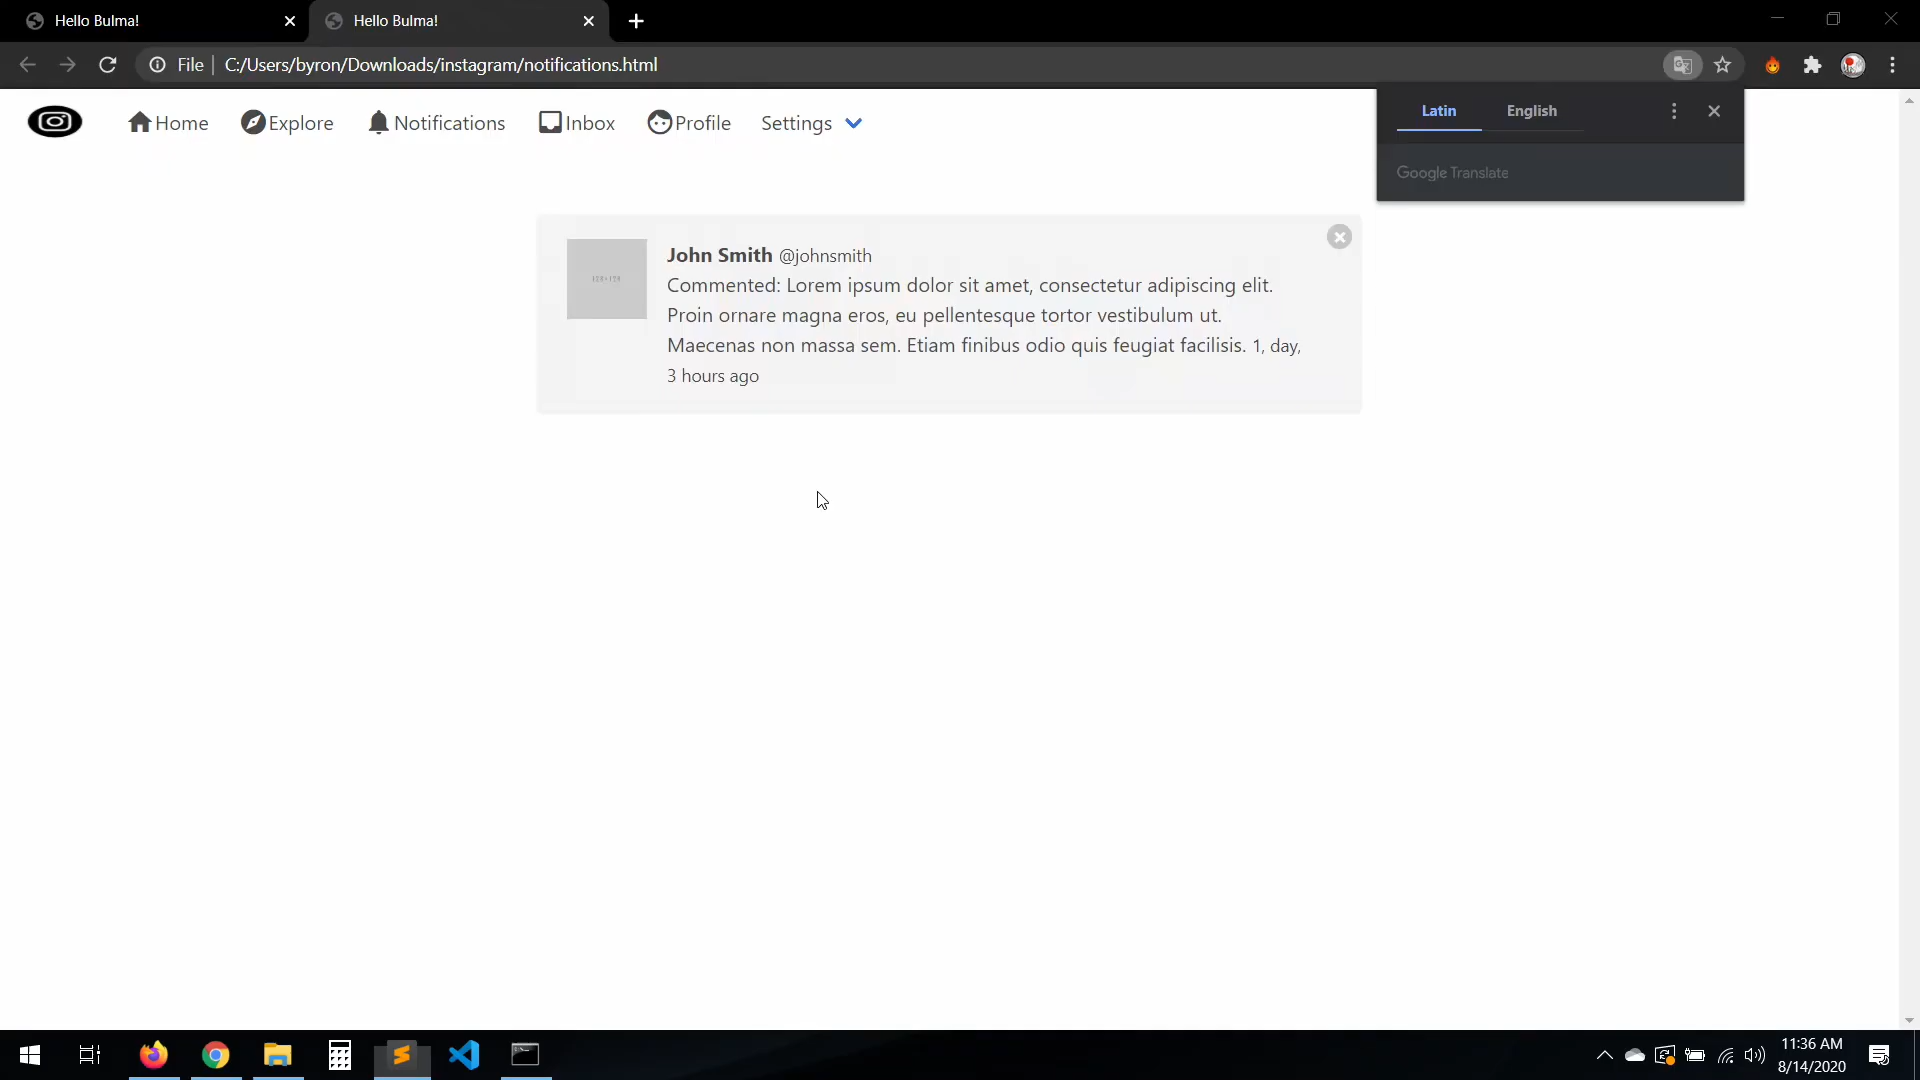 Hello Bulma!
Hello Bulma!
File
C:/Users/byron/Downloads/instagram/notifications.html
Home
Explore
Notifications
Inbox
Profile
Settings
Latin
English
Google Translate
John Smith @johnsmith
Commented: Lorem ipsum dolor sit amet, consectetur adipiscing elit.
Proin ornare magna eros, eu pellentesque tortor vestibulum ut.
Maecenas non massa sem. Etiam finibus odio quis feugiat facilisis. 1, day,
3 hours ago
11:36 AM
8/14/2020